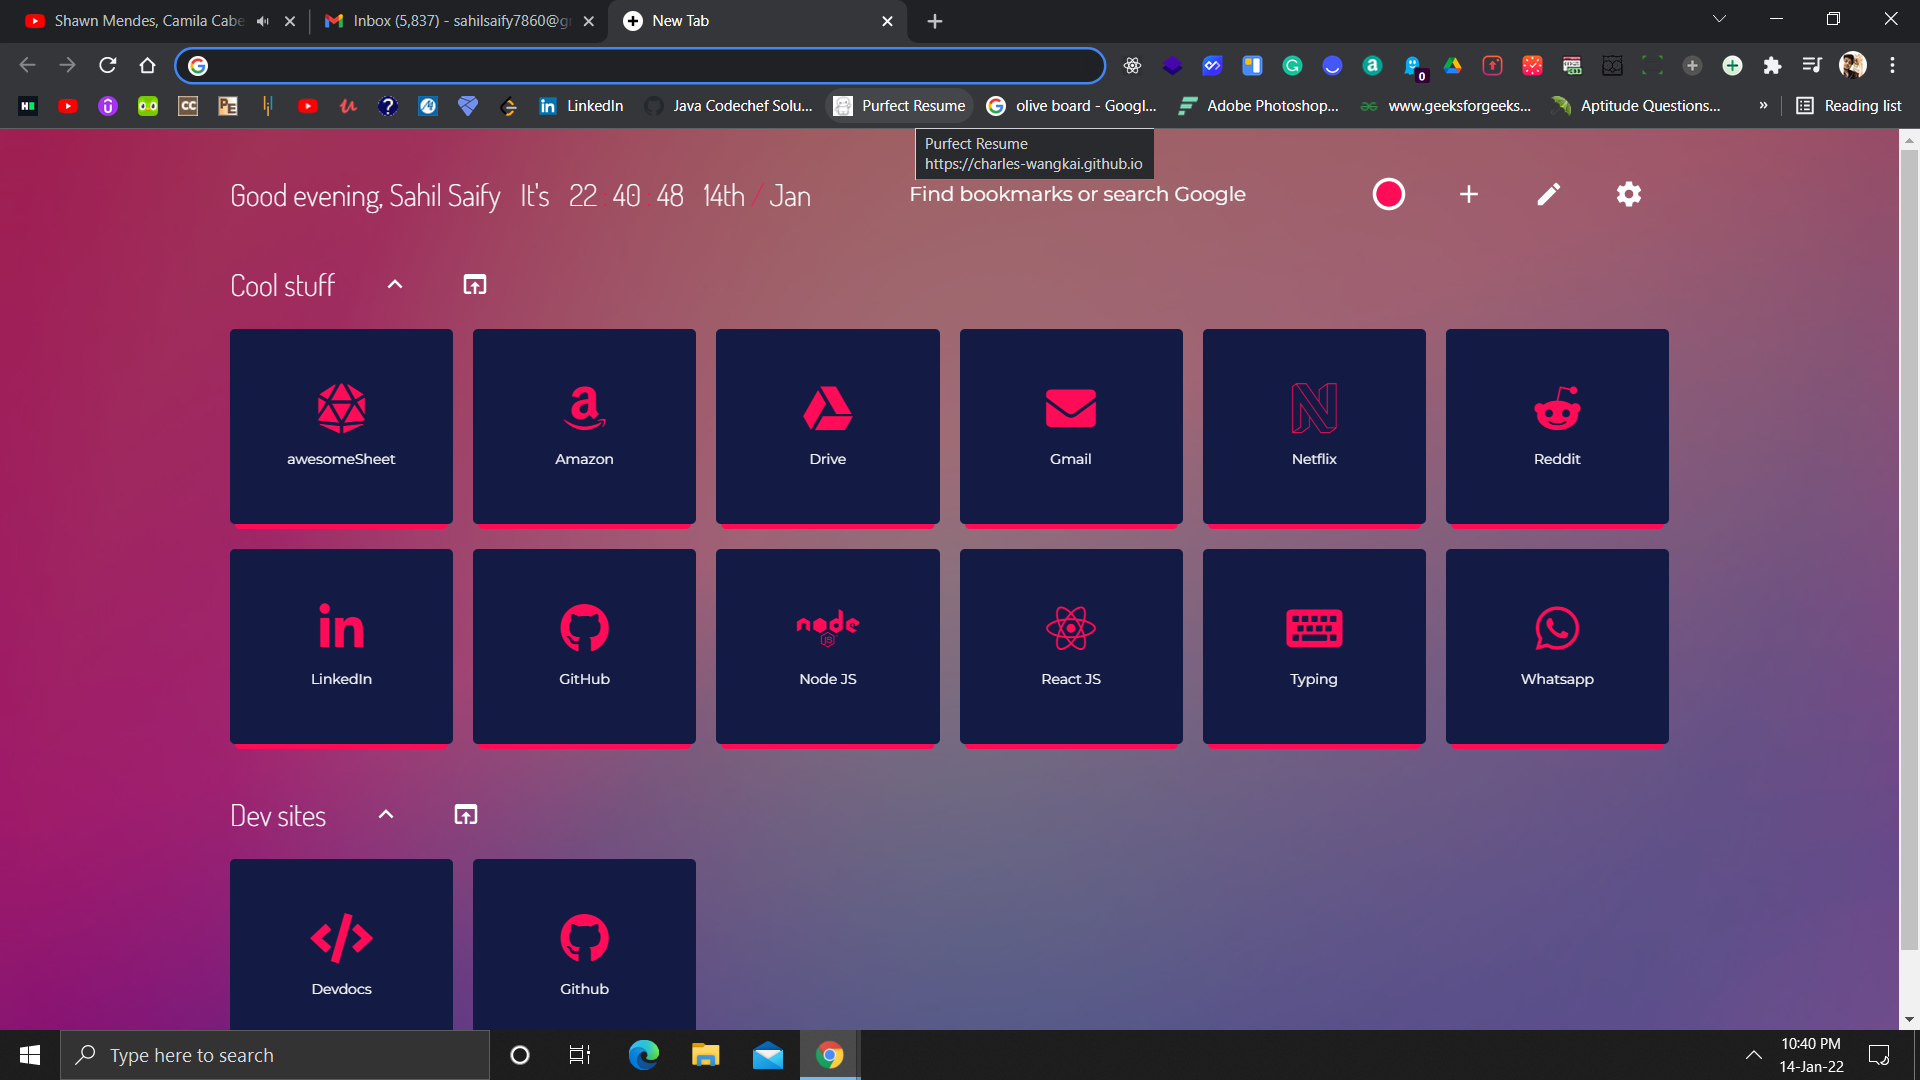 Shawn Mendes, Camila Cabe
Inbox (5,837) - sahilsaify7860@g
New Tab
0
LinkedIn
Java Codechef Solu...
Purfect Resume
olive board - Googl...
Adobe Photoshop...
www.geeksforgeeks...
Aptitude Questions...
»
Reading list
Purfect Resume
https://charles-wangkai.github.io
Good evening, Sahil Saify It's 22 : 40 : 48 14th / Jan
Find bookmarks or search Google
Cool stuff
awesomeSheet
Amazon
Drive
Gmail
Netflix
Reddit
LinkedIn
GitHub
node
JS
Node JS
React JS
Typing
Whatsapp
Dev sites
Devdocs
Github
Type here to search
10:40 PM
14-Jan-22